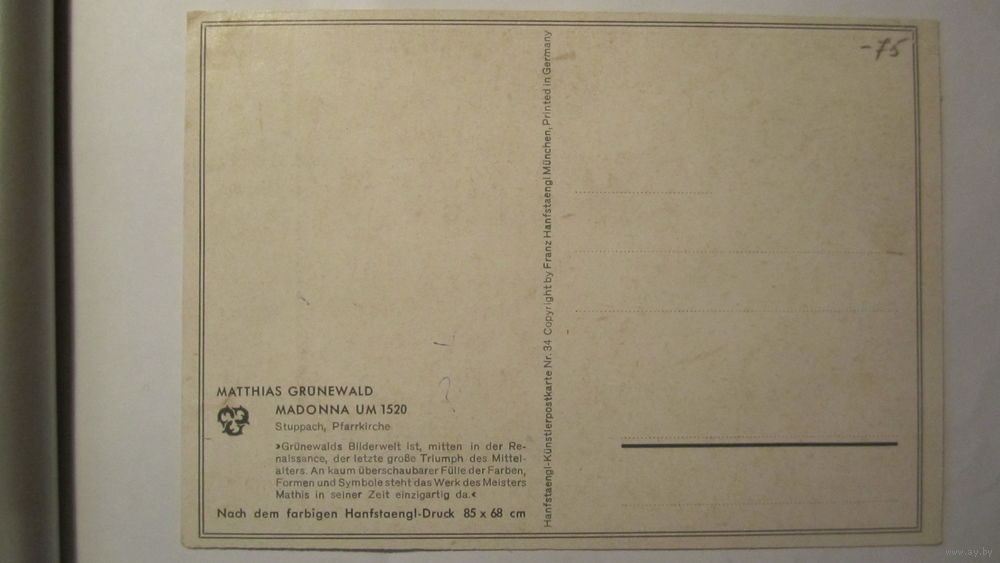 -75
MATTHIAS GRÜNEWALD
MADONNA UM 1520
Stuppach, Pfarrkirche
»Grünewalds Bilderwelt ist, mitten in der Re-
naissance, der letzte große Triumph des Mittel-
alters. An kaum überschaubarer Fülle der Farben,
Formen und Symbole steht das Werk des Meisters
Mathis in seiner Zeit einzigartig da.«
Nach dem farbigen Hanfstaengl-Druck 85 x 68 cm
Hanfstaengl-Künstlerpostkarte Nr. 34 Copyright by Franz Hanfstaengl München, Printed in Germany
www.ay.by